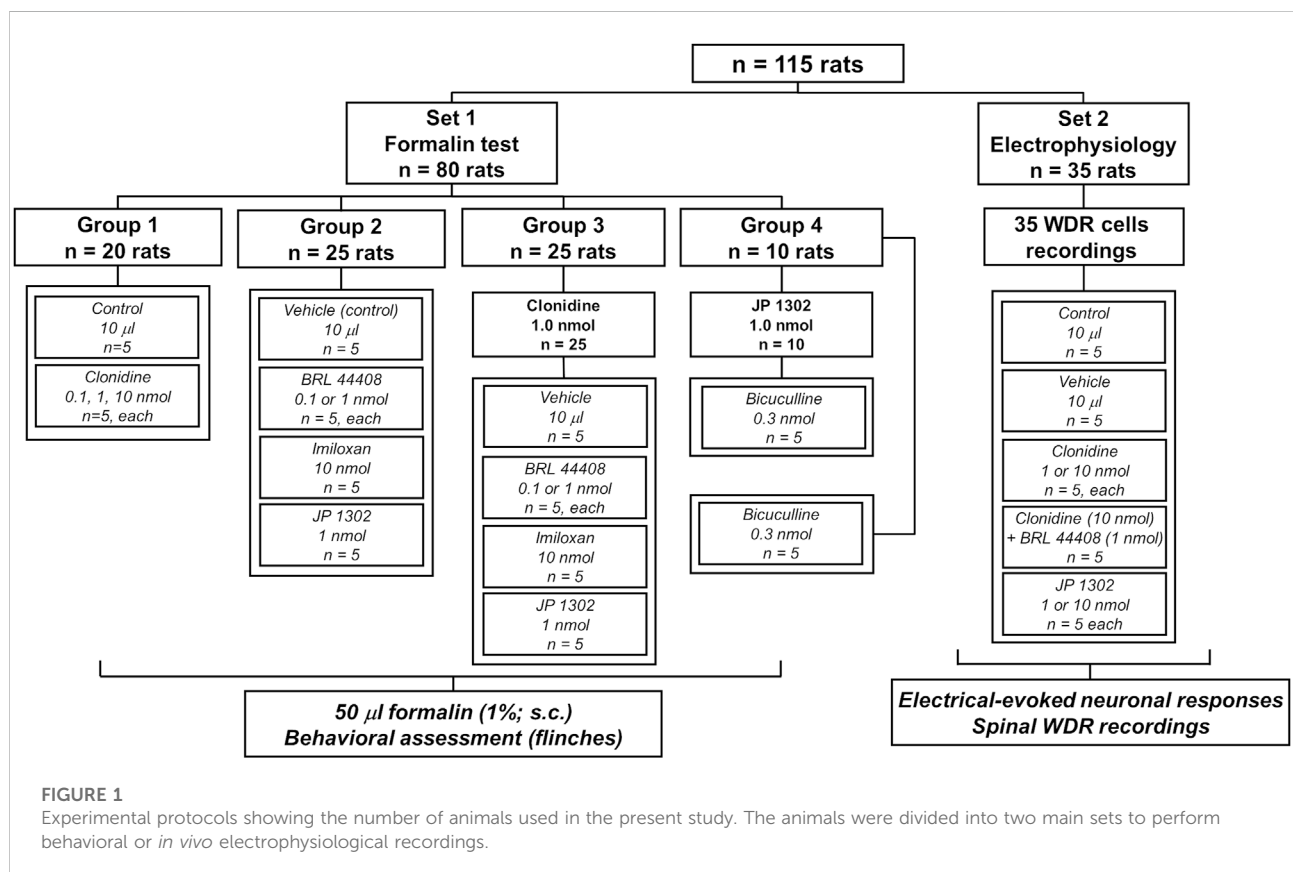 n = 115 rats
Set 1
Formalin test
n = 80 rats
Set 2
Electrophysiology
n = 35 rats
Group 1
n = 20 rats
Group 2
n = 25 rats
Group 3
n = 25 rats
Group 4
n = 10 rats
35 WDR cells
recordings
Control
10 µl
n=5
Clonidine
0.1, 1, 10 nmol
n=5, each
Vehicle (control)
10 µl
n = 5
BRL 44408
0.1 or 1 nmol
n = 5, each
Imiloxan
10 nmol
n = 5
JP 1302
1 nmol
n = 5
Clonidine
1.0 nmol
n = 25
Vehicle
10 µl
n = 5
BRL 44408
0.1 or 1 nmol
n = 5, each
Imiloxan
10 nmol
n = 5
JP 1302
1 nmol
n = 5
JP 1302
1.0 nmol
n = 10
Bicuculline
0.3 nmol
n = 5
Bicuculline
0.3 nmol
n = 5
Control
10 µl
n = 5
Vehicle
10 µl
n = 5
Clonidine
1 or 10 nmol
n = 5, each
Clonidine (10 nmol)
+ BRL 44408 (1 nmol)
n = 5
JP 1302
1 or 10 nmol
n = 5 each
50 µl formalin (1%; s.c.)
Behavioral assessment (flinches)
Electrical-evoked neuronal responses
Spinal WDR recordings
FIGURE 1
Experimental protocols showing the number of animals used in the present study. The animals were divided into two main sets to perform
behavioral or in vivo electrophysiological recordings.